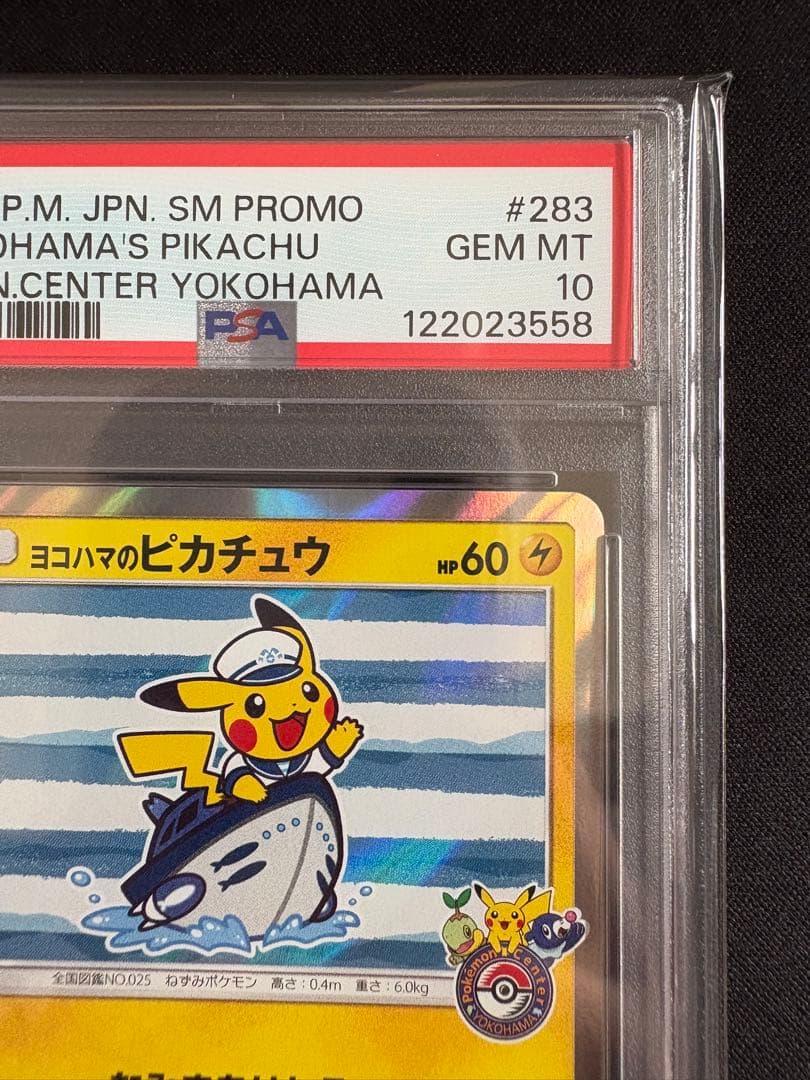 P.M. JPN. SM PROMO #283
OHAMA'S PIKACHU GEM MT
N.CENTER YOKOHAMA 10
PSA 122023558
ヨコハマのピカチュウ HP60
全国図鑑NO.025 ねずみポケモン 高さ:0.4m 重さ:6.0kg
Pokémon Center
YOKOHAMA